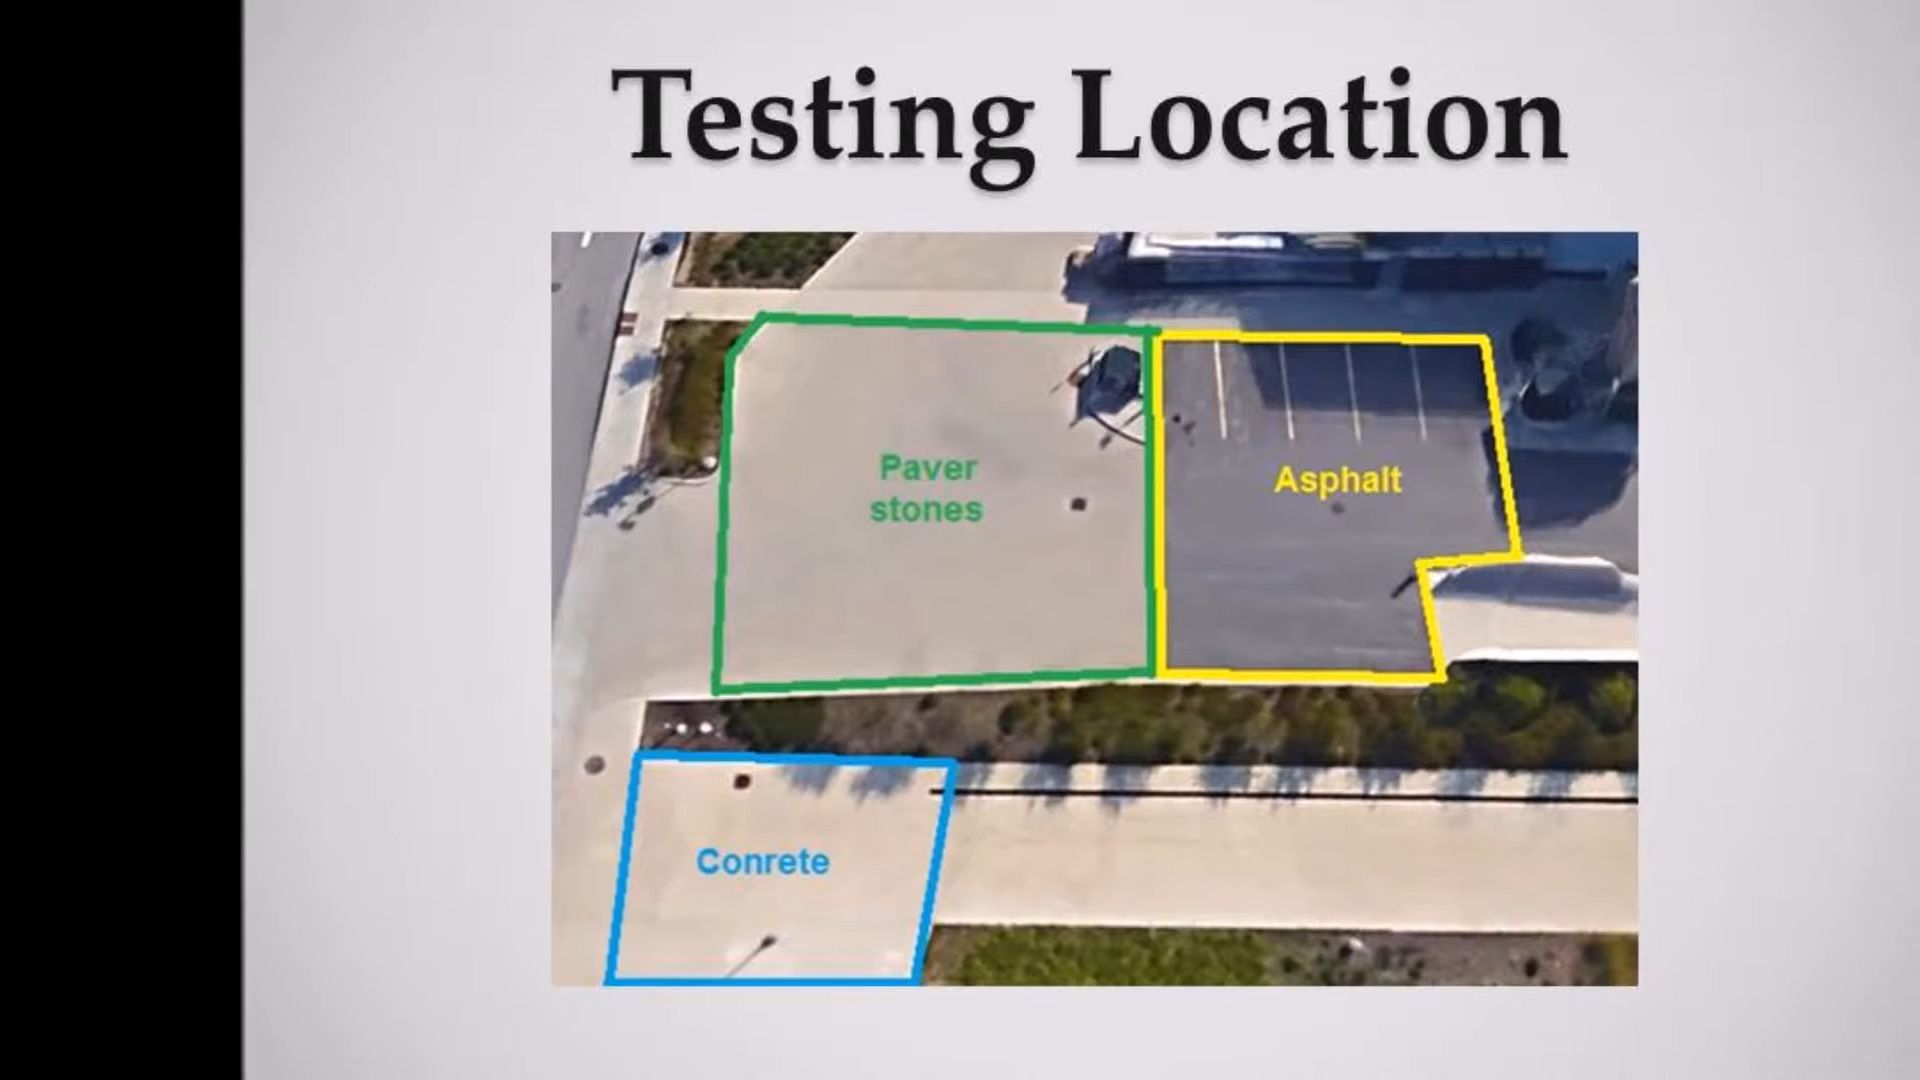 Testing Location
Paver
stones
Asphalt
Conrete